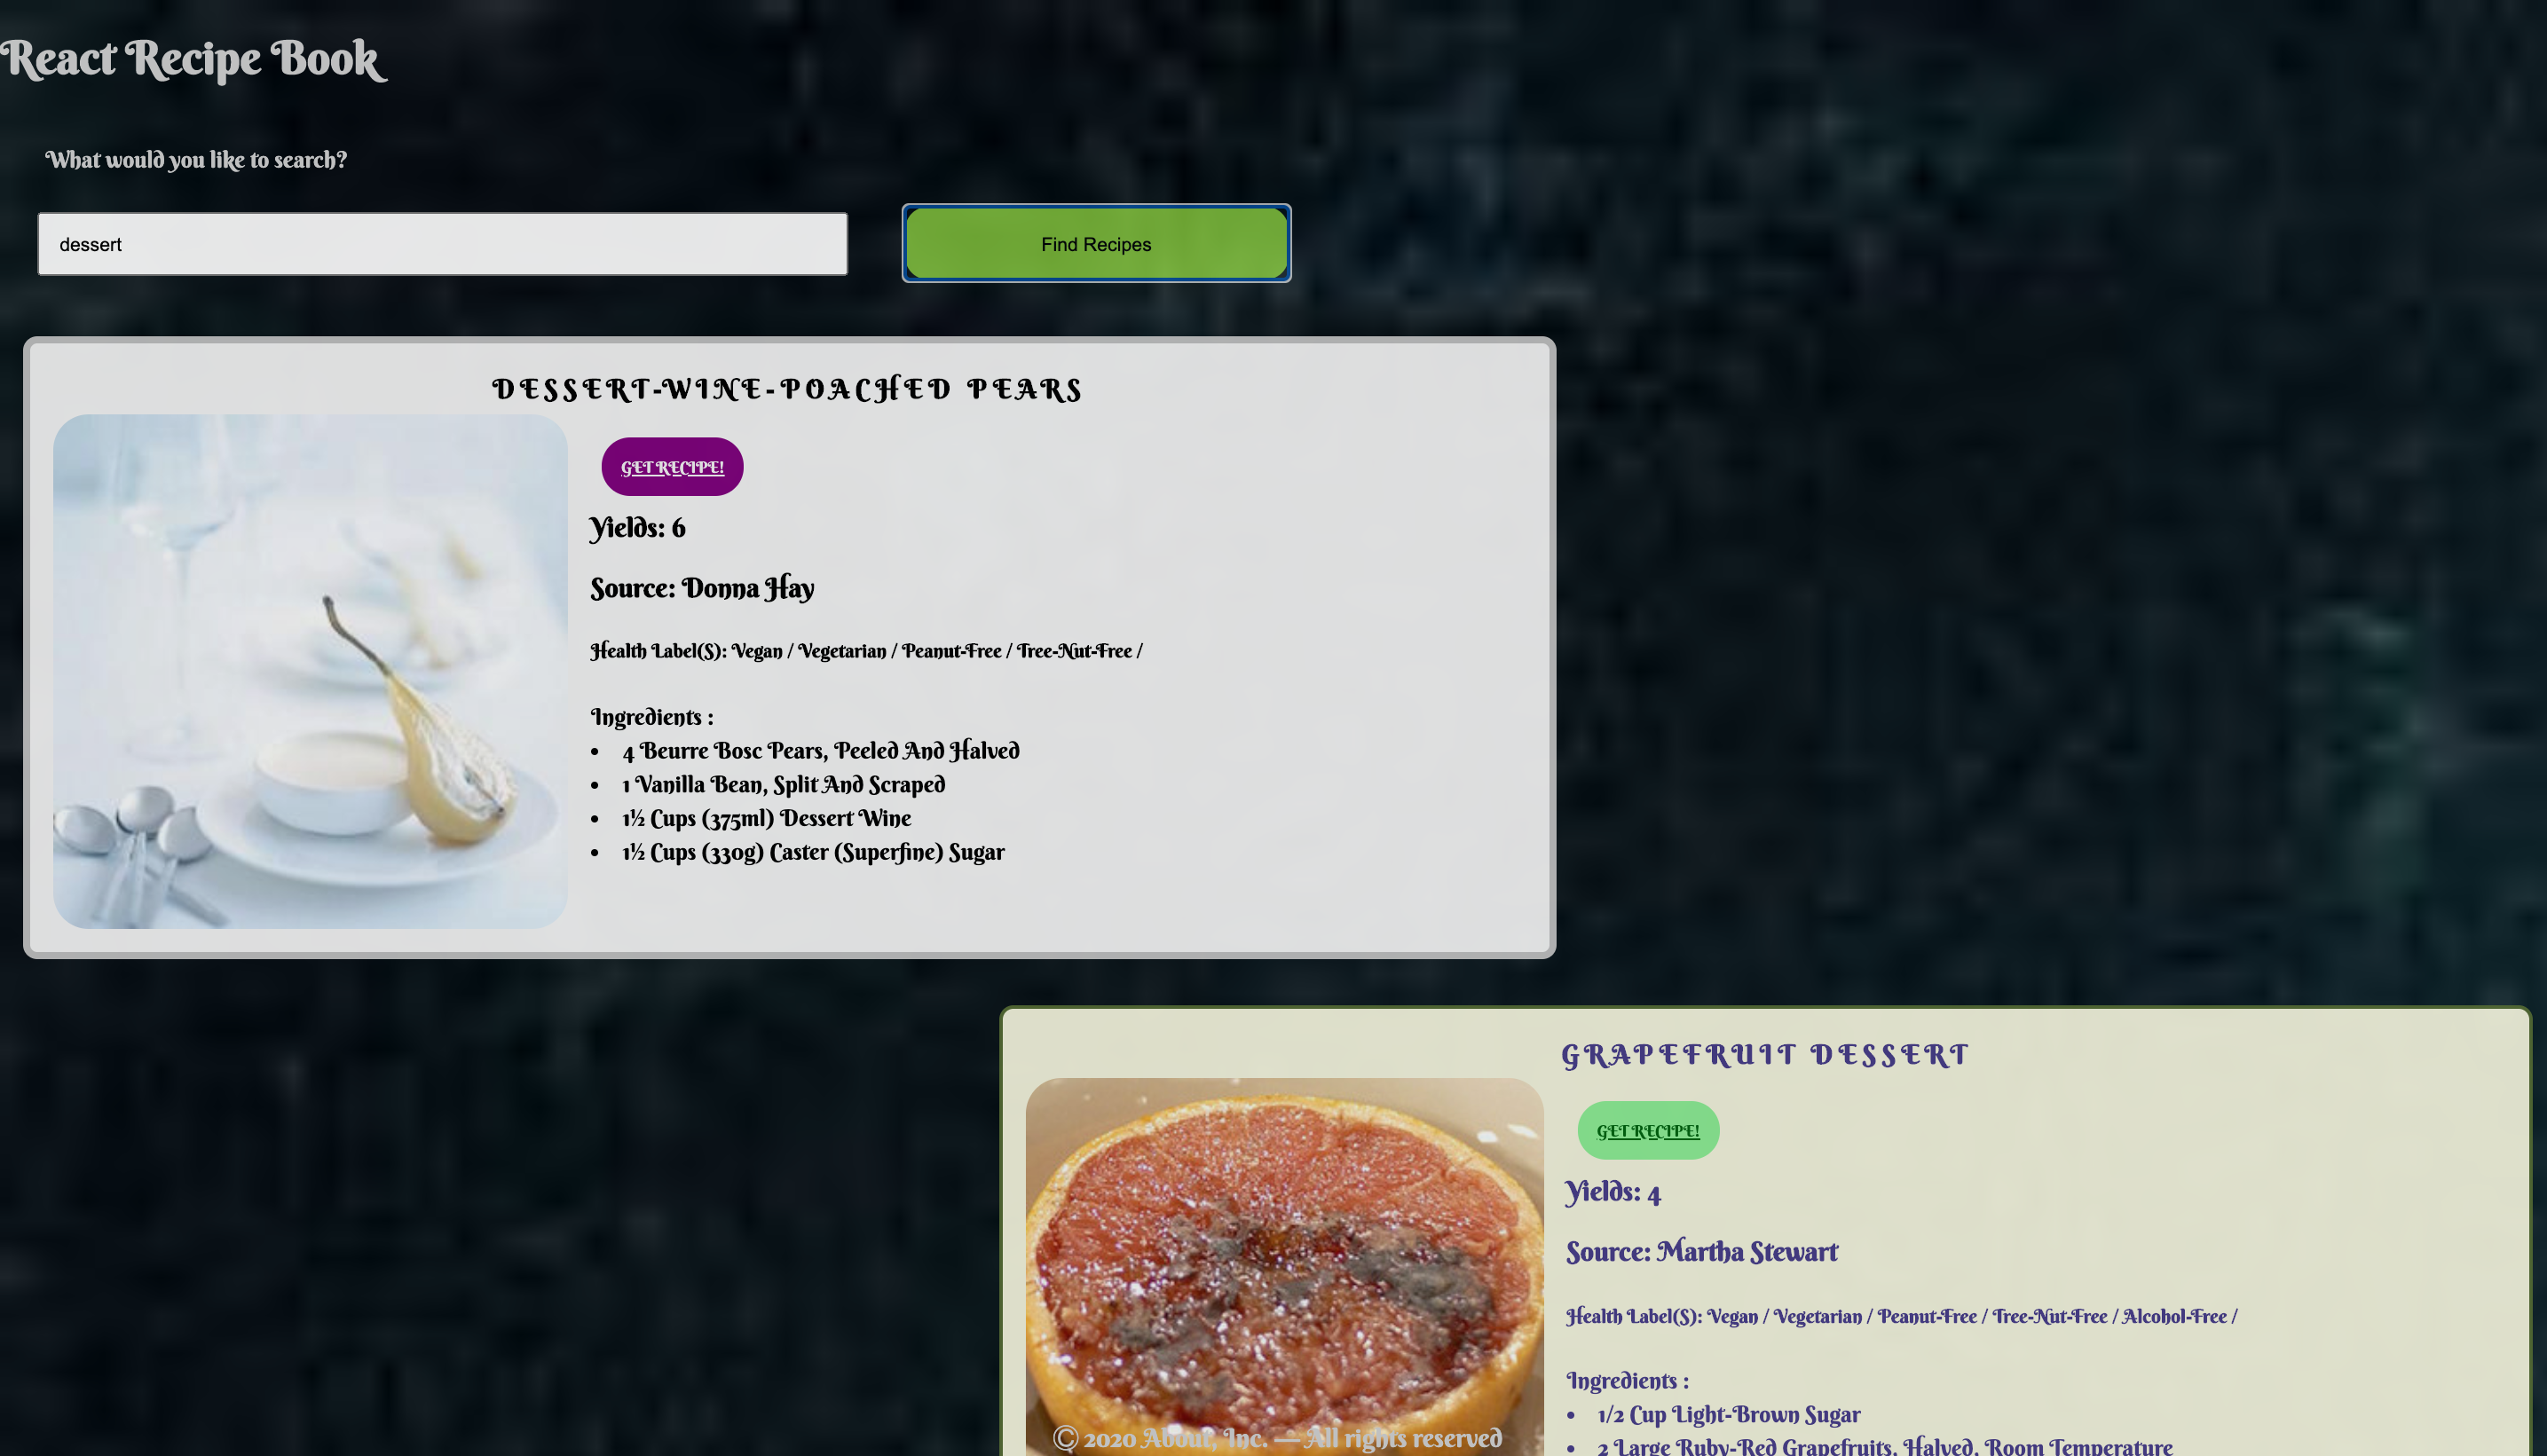 React Recipe Book
What would you like to search?
dessert
Find Recipes
DESSERT-WINE-POACHED PEARS
GET RECIPE!
Yields: 6
Source: Donna Hay
Health Label(S): Vegan / Vegetarian / Peanut-Free / Tree-Nut-Free /
Ingredients :
• 4 Beurre Bosc Pears, Peeled And Halved
• 1 Vanilla Bean, Split And Scraped
• 1½ Cups (375ml) Dessert Wine
• 1½ Cups (330g) Caster (Superfine) Sugar
GRAPEFRUIT DESSERT
GET RECIPE!
Yields: 4
Source: Martha Stewart
Health Label(S): Vegan / Vegetarian / Peanut-Free / Tree-Nut-Free / Alcohol-Free /
Ingredients :
• 1/2 Cup Light-Brown Sugar
• 2 Large Ruby-Red Grapefruits, Halved, Room Temperature
© 2020 About, Inc. — All rights reserved